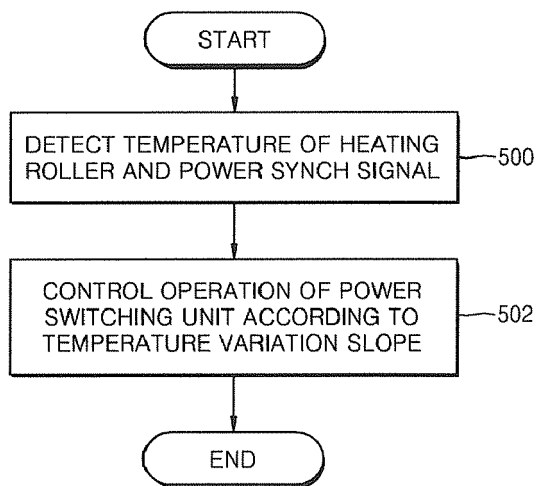 START
DETECT TEMPERATURE OF HEATING
ROLLER AND POWER SYNCH SIGNAL
500
CONTROL OPERATION OF POWER
SWITCHING UNIT ACCORDING TO
TEMPERATURE VARIATION SLOPE
502
END